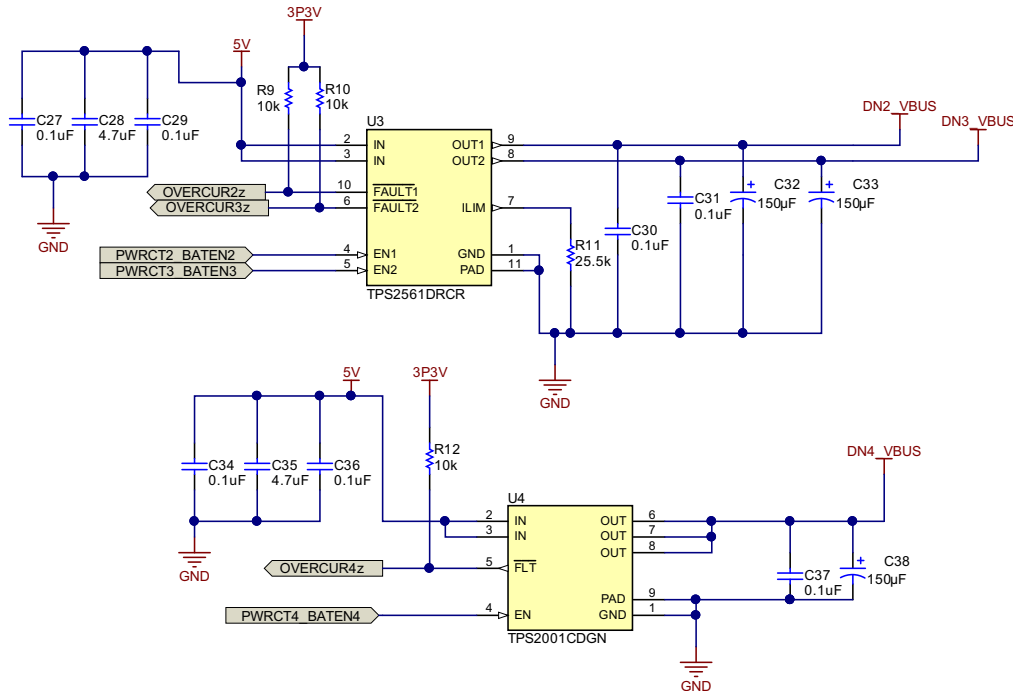 3P3V
5V
R9
10k
R10
10k
C27
0.1uF
C28
4.7uF
C29
0.1uF
U3
2
IN
3
IN
10
FAULT1
6
FAULT2
4
EN1
5
EN2
OUT1
9
OUT2
8
ILIM
7
GND
1
PAD
11
TPS2561DRCR
OVERCUR2z
OVERCUR3z
PWRCT2_BATEN2
PWRCT3_BATEN3
GND
DN2_VBUS
DN3_VBUS
C30
0.1uF
C31
0.1uF
+
C32
150µF
+
C33
150µF
R11
25.5k
GND
5V
3P3V
C34
0.1uF
C35
4.7uF
C36
0.1uF
GND
R12
10k
U4
2
IN
3
IN
5
FLT
4
EN
OUT
6
OUT
7
OUT
8
PAD
9
GND
1
TPS2001CDGN
OVERCUR4z
PWRCT4_BATEN4
DN4_VBUS
C37
0.1uF
+
C38
150µF
GND